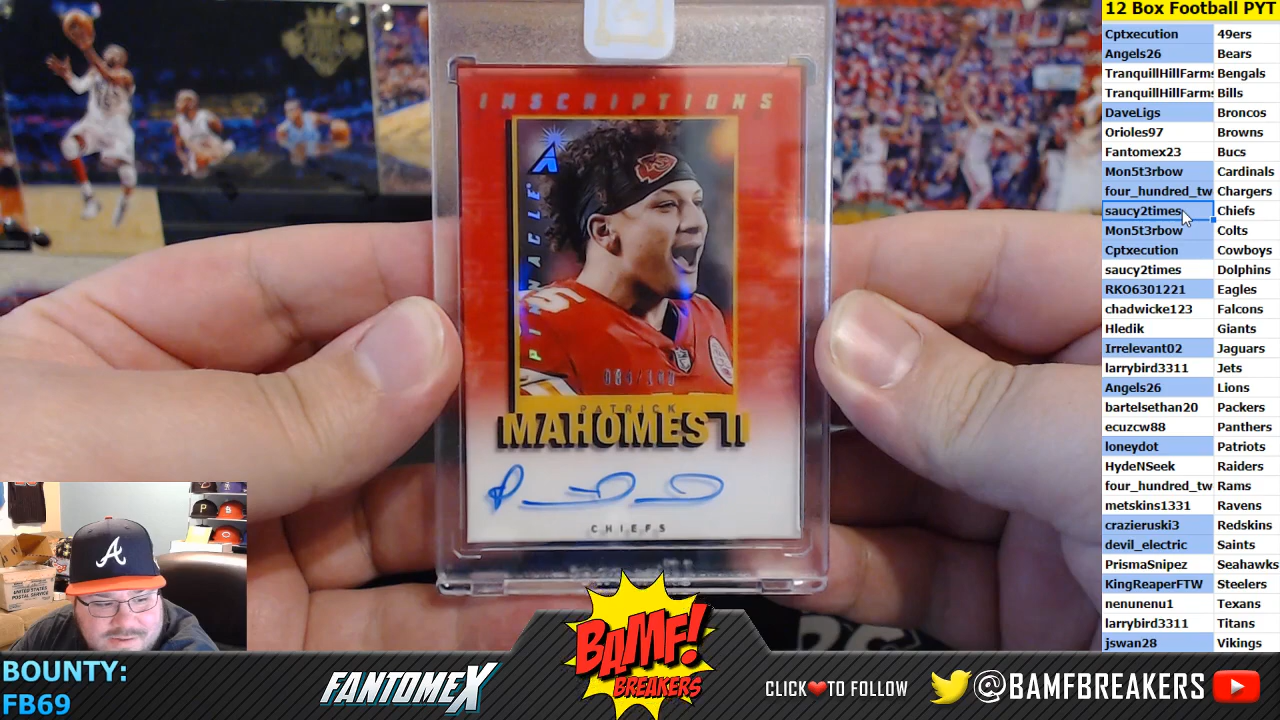 12 Box Football PYT
Cptxecution 49ers
Angels26 Bears
TranquillHillFarms Bengals
TranquillHillFarms Bills
DaveLigs Broncos
Orioles97 Browns
Fantomex23 Bucs
Mon5t3rbow Cardinals
four_hundred_tw Chargers
saucy2times Chiefs
Mon5t3rbow Colts
Cptxecution Cowboys
saucy2times Dolphins
RKO6301221 Eagles
chadwicke123 Falcons
Hledik Giants
Irrelevant02 Jaguars
larrybird3311 Jets
Angels26 Lions
bartelsethan20 Packers
ecuzcw88 Panthers
loneydot Patriots
HydeNSeek Raiders
four_hundred_tw Rams
metskins1331 Ravens
crazieruski3 Redskins
devil_electric Saints
PrismaSnipez Seahawks
KingReaperFTW Steelers
nenunenu1 Texans
larrybird3311 Titans
jswan28 Vikings
INSCRIPTIONS
PINNACLE
PATRICK
MAHOMES II
CHIEFS
BOUNTY:
FB69
FANTOMEX
BAMF!
BREAKERS
CLICK TO FOLLOW
@BAMFBREAKERS